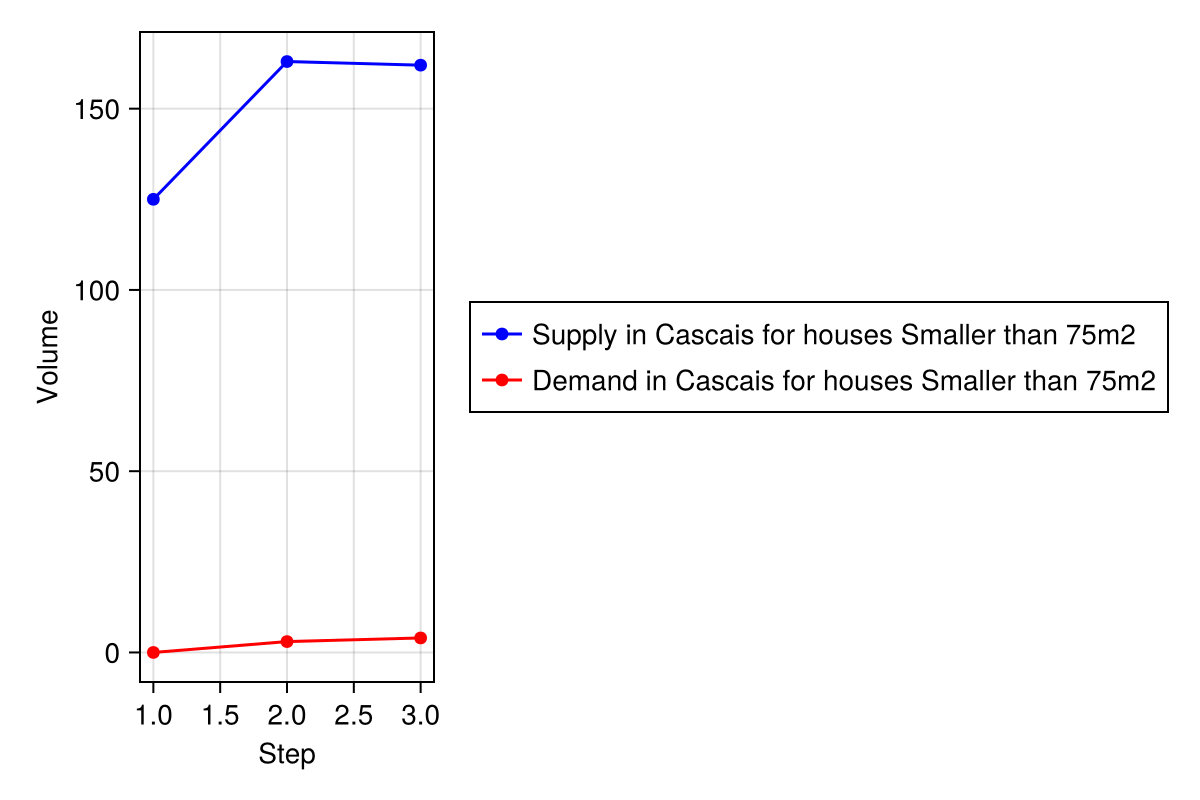 150
100
50
0
Volume
1.0 1.5 2.0 2.5 3.0
Step
Supply in Cascais for houses Smaller than 75m2
Demand in Cascais for houses Smaller than 75m2